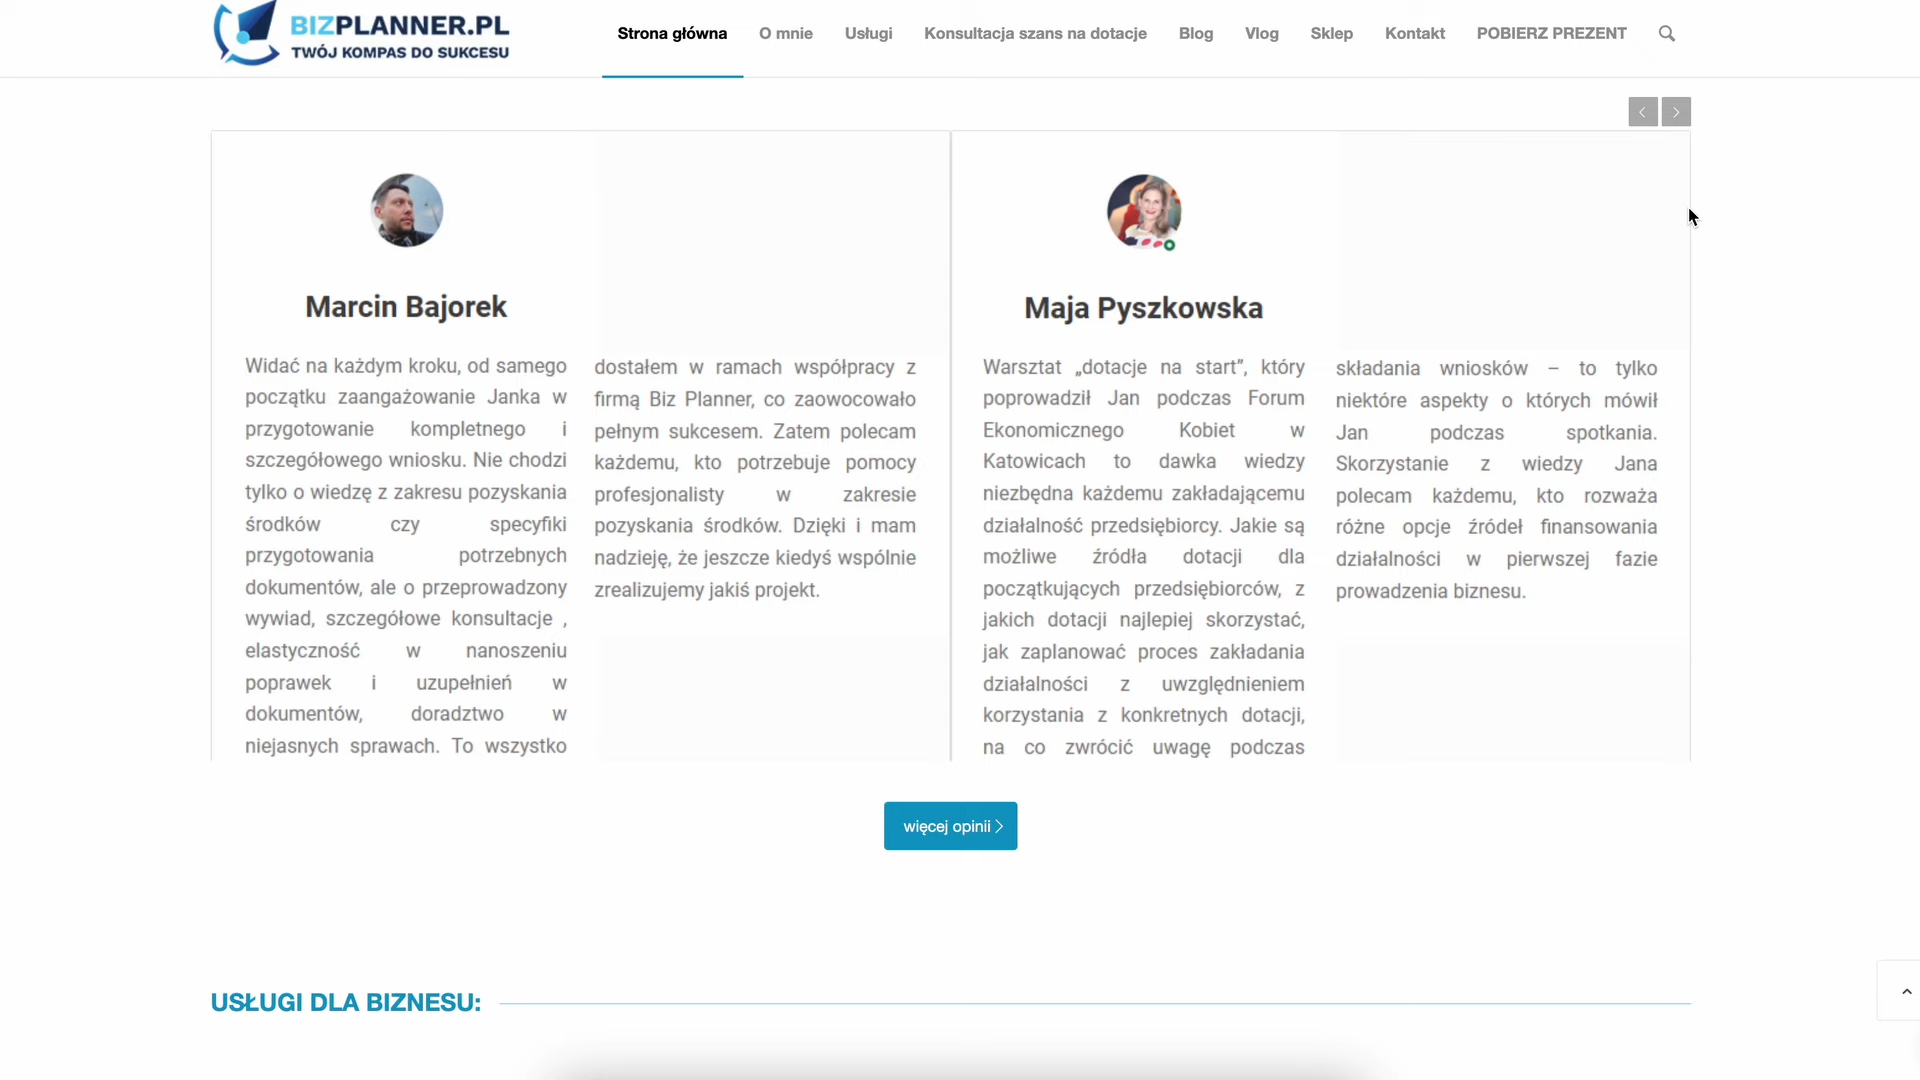 BIZPLANNER.PL
TWÓJ KOMPAS DO SUKCESU
Strona główna
O mnie
Usługi
Konsultacja szans na dotacje
Blog
Vlog
Sklep
Kontakt
POBIERZ PREZENT
Marcin Bajorek
Widać na każdym kroku, od samego
początku zaangażowanie Janka w
przygotowanie kompletnego i
szczegółowego wniosku. Nie chodzi
tylko o wiedzę z zakresu pozyskania
środków czy specyfiki
przygotowania potrzebnych
dokumentów, ale o przeprowadzony
wywiad, szczegółowe konsultacje ,
elastyczność w nanoszeniu
poprawek i uzupełnień w
dokumentów, doradztwo w
niejasnych sprawach. To wszystko
dostałem w ramach współpracy z
firmą Biz Planner, co zaowocowało
pełnym sukcesem. Zatem polecam
każdemu, kto potrzebuje pomocy
profesjonalisty w zakresie
pozyskania środków. Dzięki i mam
nadzieję, że jeszcze kiedyś wspólnie
zrealizujemy jakiś projekt.
Maja Pyszkowska
Warsztat „dotacje na start”, który
poprowadził Jan podczas Forum
Ekonomicznego Kobiet w
Katowicach to dawka wiedzy
niezbędna każdemu zakładającemu
działalność przedsiębiorcy. Jakie są
możliwe źródła dotacji dla
początkujących przedsiębiorców, z
jakich dotacji najlepiej skorzystać,
jak zaplanować proces zakładania
działalności z uwzględnieniem
korzystania z konkretnych dotacji,
na co zwrócić uwagę podczas
składania wniosków – to tylko
niektóre aspekty o których mówił
Jan podczas spotkania.
Skorzystanie z wiedzy Jana
polecam każdemu, kto rozważa
różne opcje źródeł finansowania
działalności w pierwszej fazie
prowadzenia biznesu.
więcej opinii
USŁUGI DLA BIZNESU: